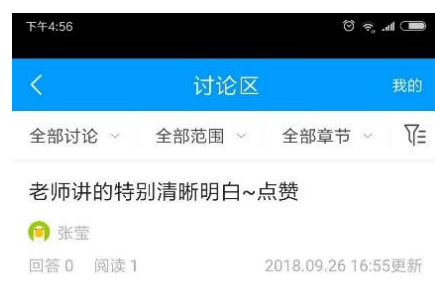 下午4:56
讨论区 我的
全部讨论 全部范围 全部章节
老师讲的特别清晰明白~点赞
张莹
回答 0 阅读 1 2018.09.26 16:55更新